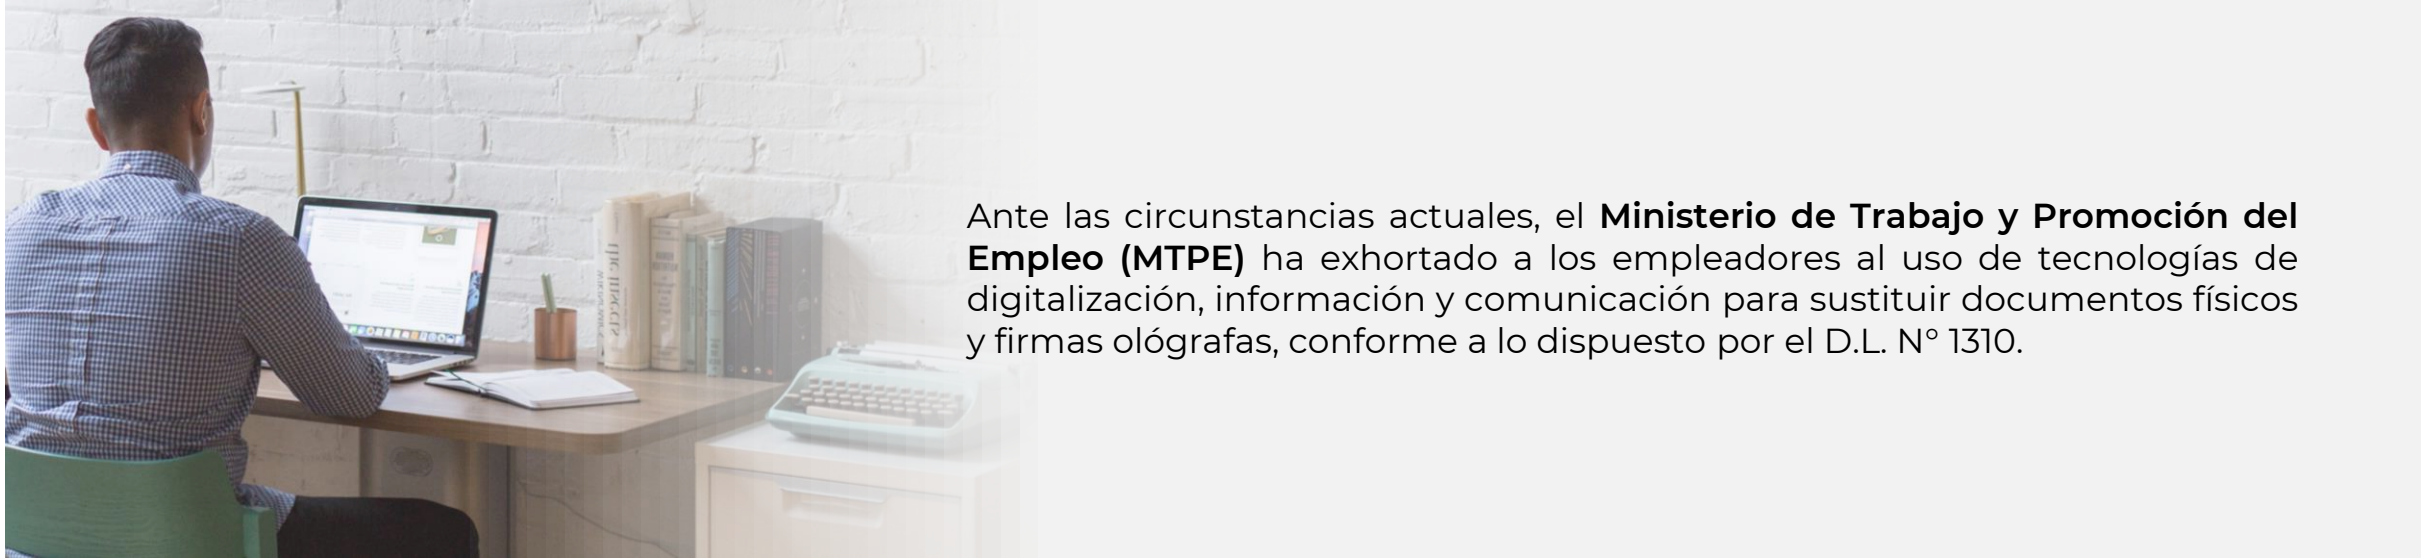 Ante las circunstancias actuales, el Ministerio de Trabajo y Promoción del
Empleo (MTPE) ha exhortado a los empleadores al uso de tecnologías de
digitalización, información y comunicación para sustituir documentos físicos
y firmas ológrafas, conforme a lo dispuesto por el D.L. N° 1310.